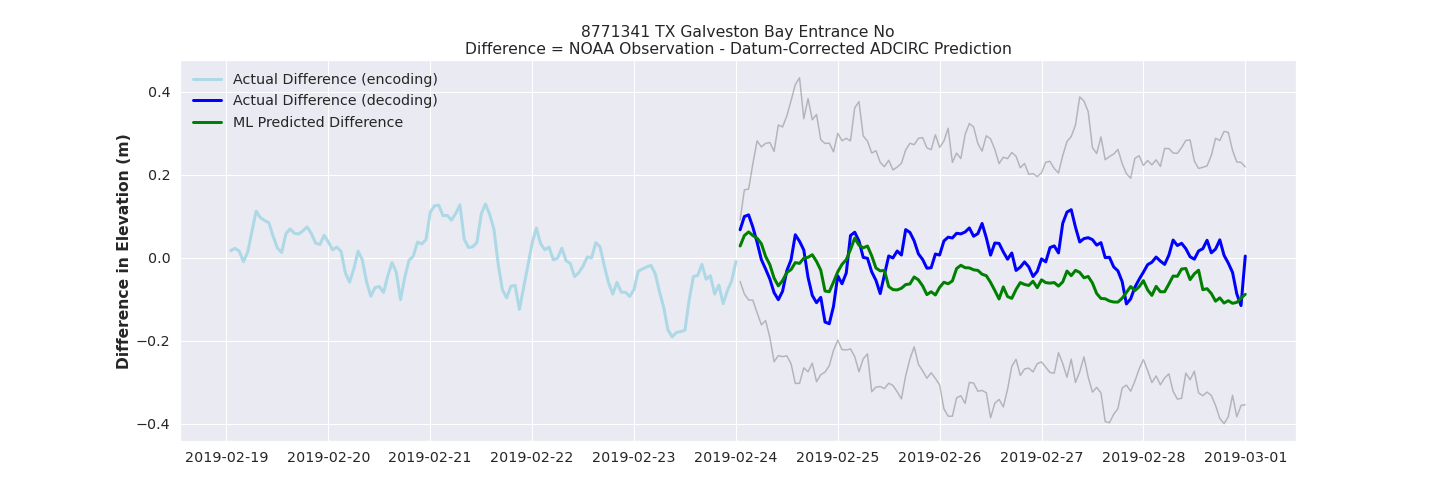 8771341 TX Galveston Bay Entrance No
Difference = NOAA Observation - Datum-Corrected ADCIRC Prediction
Actual Difference (encoding)
Actual Difference (decoding)
ML Predicted Difference
Difference in Elevation (m)
0.4
0.2
0.0
−0.2
−0.4
2019-02-19 2019-02-20 2019-02-21 2019-02-22 2019-02-23 2019-02-24 2019-02-25 2019-02-26 2019-02-27 2019-02-28 2019-03-01